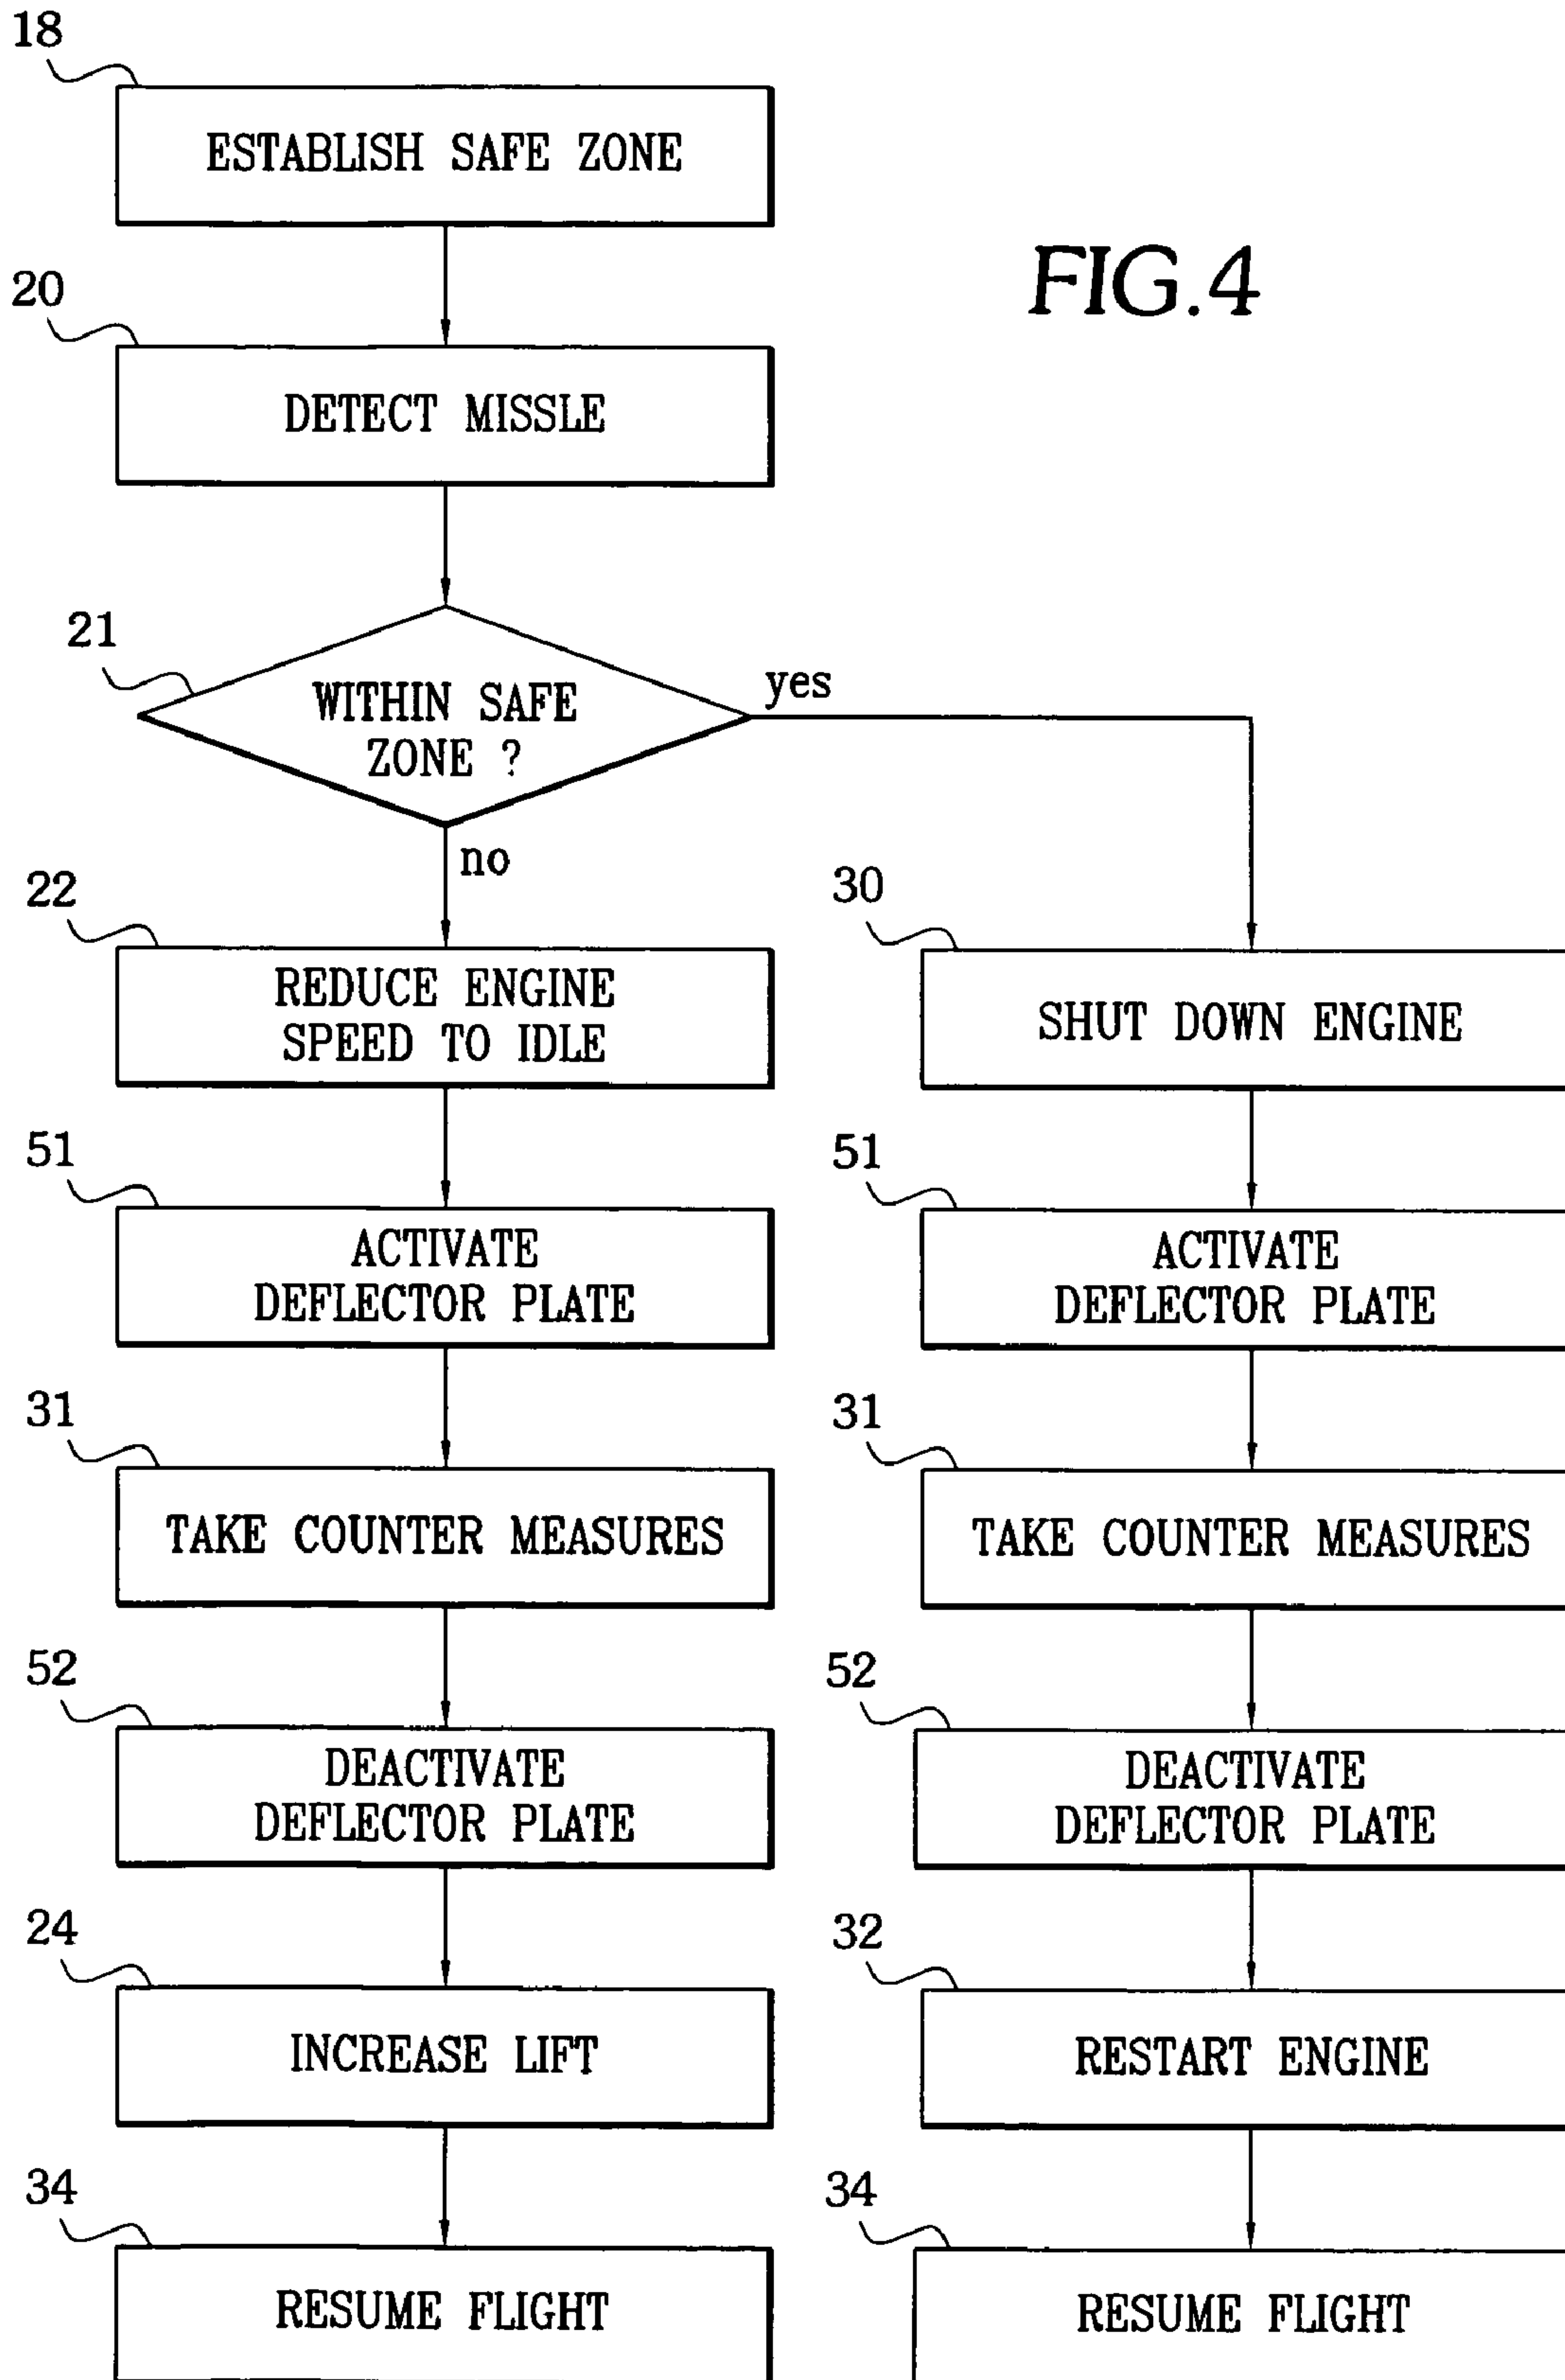 18
ESTABLISH SAFE ZONE
FIG.4
20
DETECT MISSLE
21
WITHIN SAFE
ZONE ?
yes
no
22
REDUCE ENGINE
SPEED TO IDLE
30
SHUT DOWN ENGINE
51
ACTIVATE
DEFLECTOR PLATE
51
ACTIVATE
DEFLECTOR PLATE
31
TAKE COUNTER MEASURES
31
TAKE COUNTER MEASURES
52
DEACTIVATE
DEFLECTOR PLATE
52
DEACTIVATE
DEFLECTOR PLATE
24
INCREASE LIFT
32
RESTART ENGINE
34
RESUME FLIGHT
34
RESUME FLIGHT